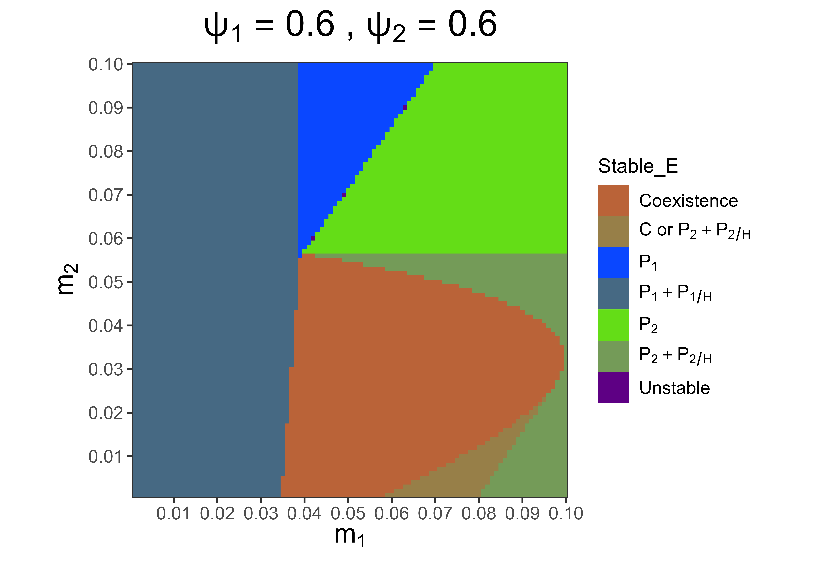 ψ₁ = 0.6 , ψ₂ = 0.6
0.10
0.09
0.08
0.07
0.06
0.05
0.04
0.03
0.02
0.01
m₂
0.01 0.02 0.03 0.04 0.05 0.06 0.07 0.08 0.09 0.10
m₁
Stable_E
Coexistence
C or P₂ + P₂/H
P₁
P₁ + P₁/H
P₂
P₂ + P₂/H
Unstable